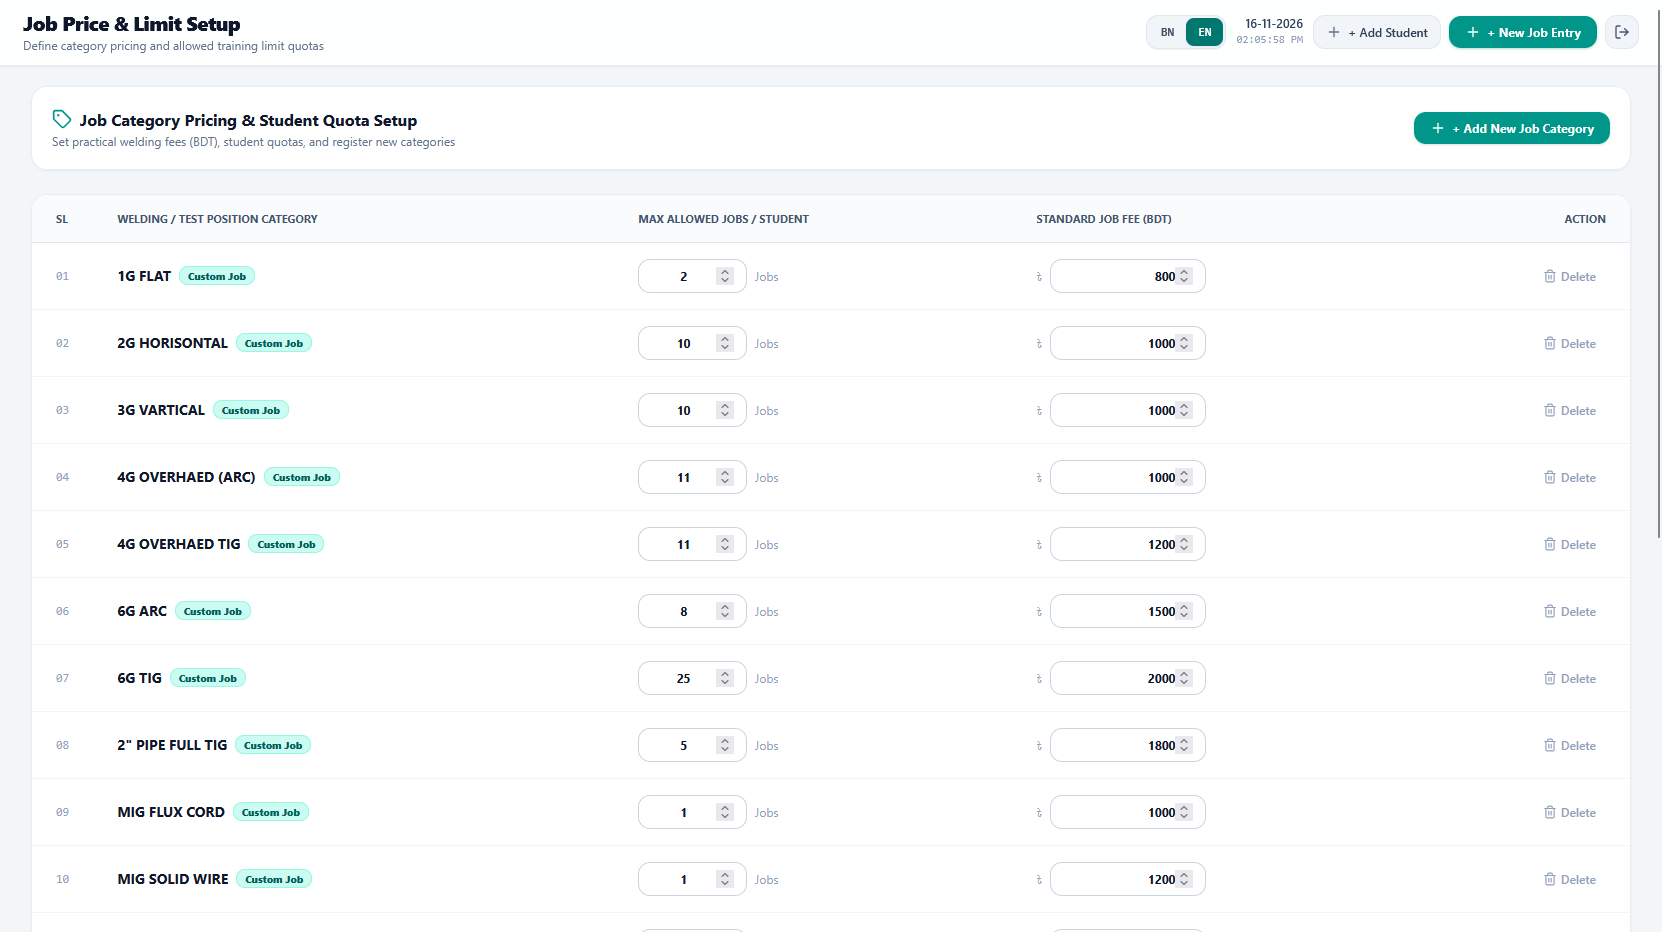 Job Price & Limit Setup
Define category pricing and allowed training limit quotas
BN EN
16-11-2026
02:05:58 PM
+ Add Student
+ New Job Entry
Job Category Pricing & Student Quota Setup
Set practical welding fees (BDT), student quotas, and register new categories
+ Add New Job Category
SL WELDING / TEST POSITION CATEGORY MAX ALLOWED JOBS / STUDENT STANDARD JOB FEE (BDT) ACTION
01 1G FLAT Custom Job 2 Jobs ৳ 800 Delete
02 2G HORISONTAL Custom Job 10 Jobs ৳ 1000 Delete
03 3G VARTICAL Custom Job 10 Jobs ৳ 1000 Delete
04 4G OVERHAED (ARC) Custom Job 11 Jobs ৳ 1000 Delete
05 4G OVERHAED TIG Custom Job 11 Jobs ৳ 1200 Delete
06 6G ARC Custom Job 8 Jobs ৳ 1500 Delete
07 6G TIG Custom Job 25 Jobs ৳ 2000 Delete
08 2" PIPE FULL TIG Custom Job 5 Jobs ৳ 1800 Delete
09 MIG FLUX CORD Custom Job 1 Jobs ৳ 1000 Delete
10 MIG SOLID WIRE Custom Job 1 Jobs ৳ 1200 Delete